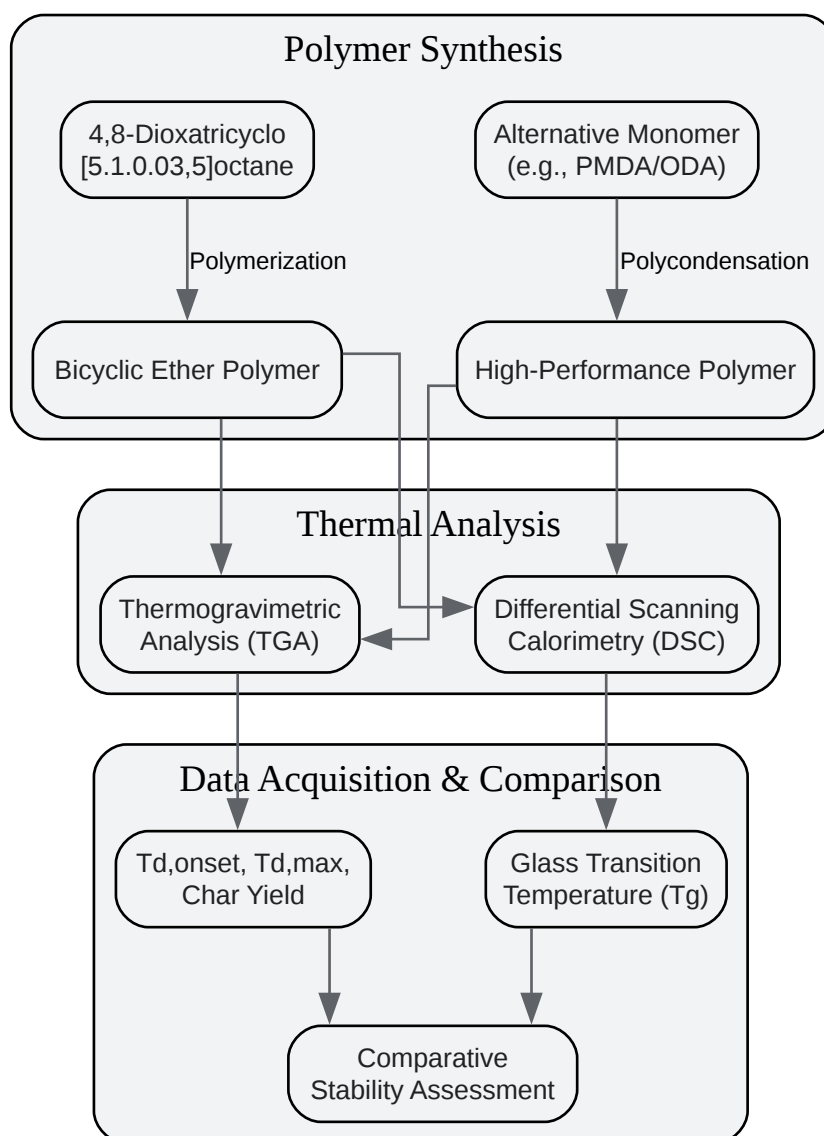 Polymer Synthesis
4,8-Dioxatricyclo
[5.1.0.03,5]octane
Alternative Monomer
(e.g., PMDA/ODA)
Polymerization
Polycondensation
Bicyclic Ether Polymer
High-Performance Polymer
Thermal Analysis
Thermogravimetric
Analysis (TGA)
Differential Scanning
Calorimetry (DSC)
Data Acquisition & Comparison
Td,onset, Td,max,
Char Yield
Glass Transition
Temperature (Tg)
Comparative
Stability Assessment